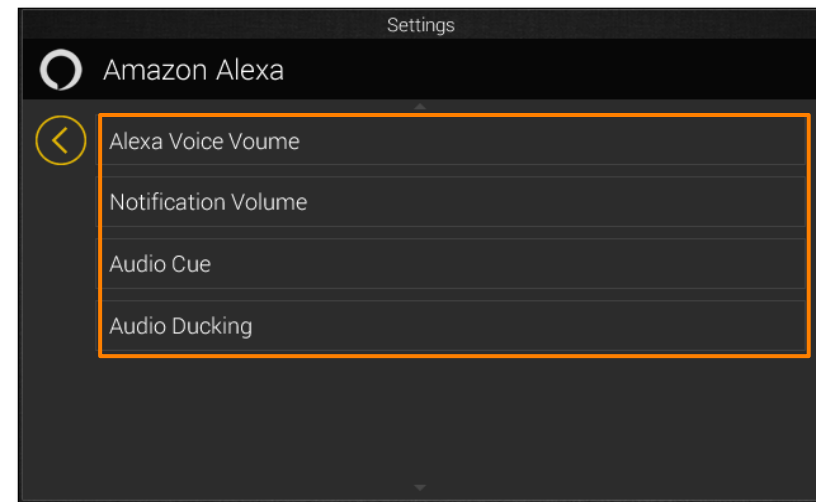 Settings
Amazon Alexa
Alexa Voice Voume
Notification Volume
Audio Cue
Audio Ducking